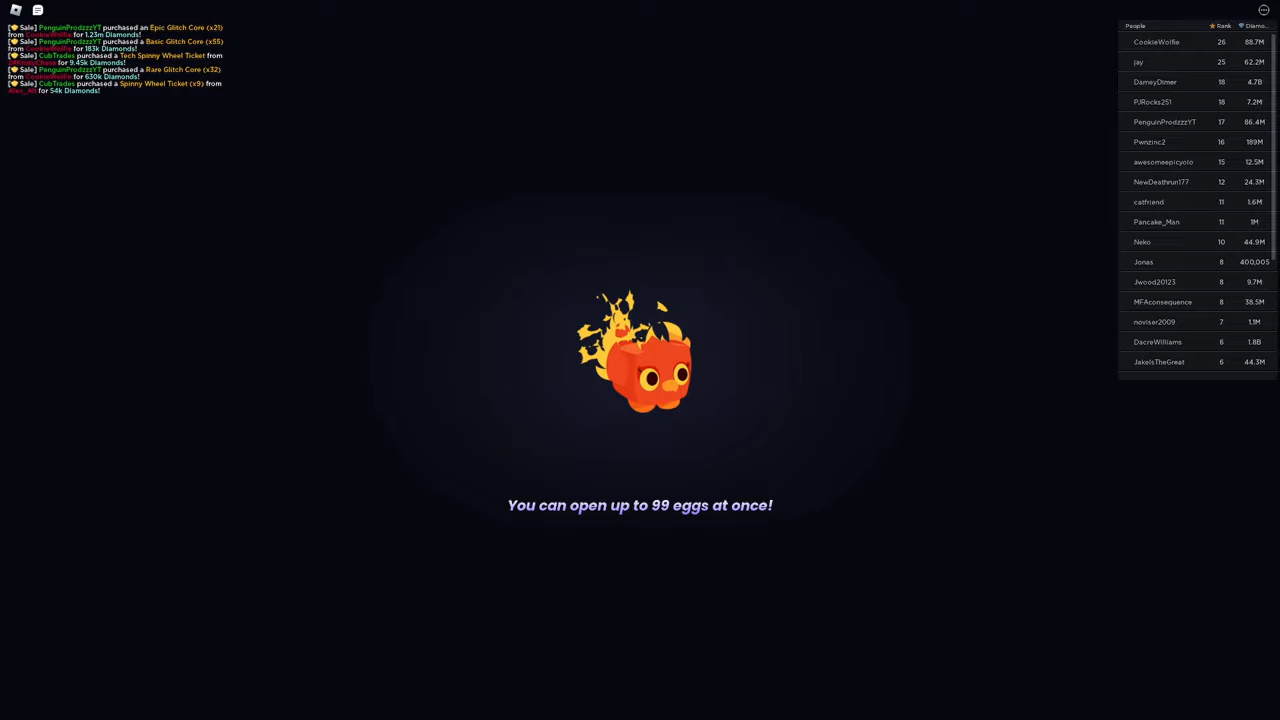 [Sale] PenguinProdzzzYT purchased an Epic Glitch Core (x21)
from CookieWolfie for 1.23m Diamonds!
[Sale] PenguinProdzzzYT purchased a Basic Glitch Core (x55)
from CookieWolfie for 183k Diamonds!
[Sale] CubTrades purchased a Tech Spinny Wheel Ticket from
for 9.45k Diamonds!
[Sale] PenguinProdzzzYT purchased a Rare Glitch Core (x32)
from CookieWolfie for 630k Diamonds!
[Sale] CubTrades purchased a Spinny Wheel Ticket (x9) from
for 54k Diamonds!
People Rank Diamo...
CookieWolfie 26 88.7M
jay 25 62.2M
DameyDimer 18 4.7B
PJRocks251 18 7.2M
PenguinProdzzzYT 17 86.4M
Pwnzinc2 16 189M
awesomeepicyolo 15 12.5M
NewDeathrun177 12 24.3M
catfriend 11 1.6M
Pancake_Man 11 1M
Neko 10 44.9M
Jonas 8 400,005
Jwood20123 8 9.7M
MFAconsequence 8 38.5M
noviser2009 7 1.1M
DacreWilliams 6 1.8B
JakeIsTheGreat 6 44.3M
You can open up to 99 eggs at once!